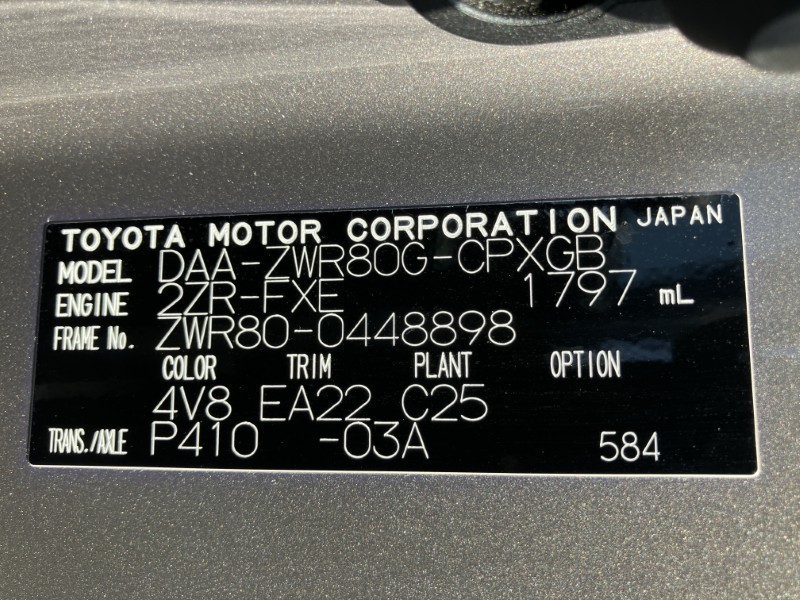 TOYOTA MOTOR CORPORATION JAPAN
MODEL DAA-ZWR80G-CPXGB
ENGINE 2ZR-FXE 1797 mL
FRAME No. ZWR80-0448898
COLOR TRIM PLANT OPTION
4V8 EA22 C25
TRANS./AXLE P410 -03A 584